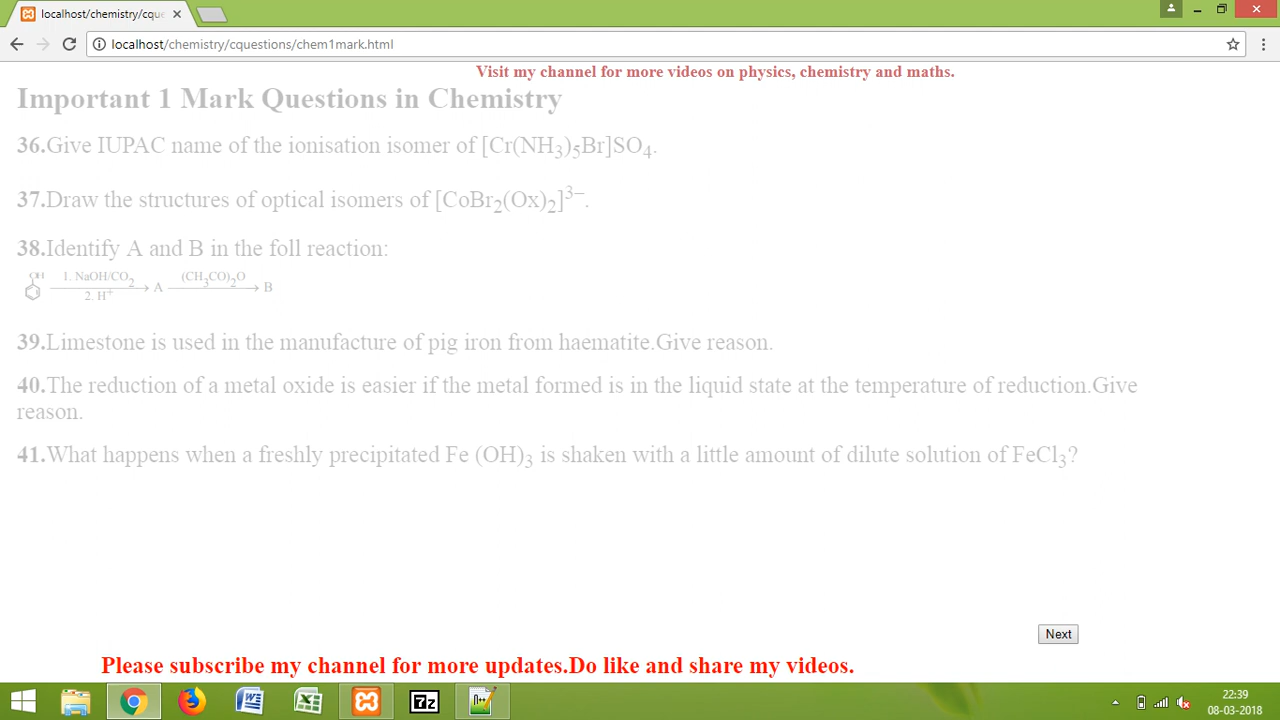 localhost/chemistry/cque
localhost/chemistry/cquestions/chem1mark.html
Visit my channel for more videos on physics, chemistry and maths.
Important 1 Mark Questions in Chemistry
36.Give IUPAC name of the ionisation isomer of [Cr(NH₃)₅Br]SO₄.
37.Draw the structures of optical isomers of [CoBr₂(Ox)₂]³⁻.
38.Identify A and B in the foll reaction:
OH 1. NaOH/CO₂ (CH₃CO)₂O
A B
2. H⁺
39.Limestone is used in the manufacture of pig iron from haematite.Give reason.
40.The reduction of a metal oxide is easier if the metal formed is in the liquid state at the temperature of reduction.Give
reason.
41.What happens when a freshly precipitated Fe (OH)₃ is shaken with a little amount of dilute solution of FeCl₃?
Next
Please subscribe my channel for more updates.Do like and share my videos.
7z
22:39
08-03-2018